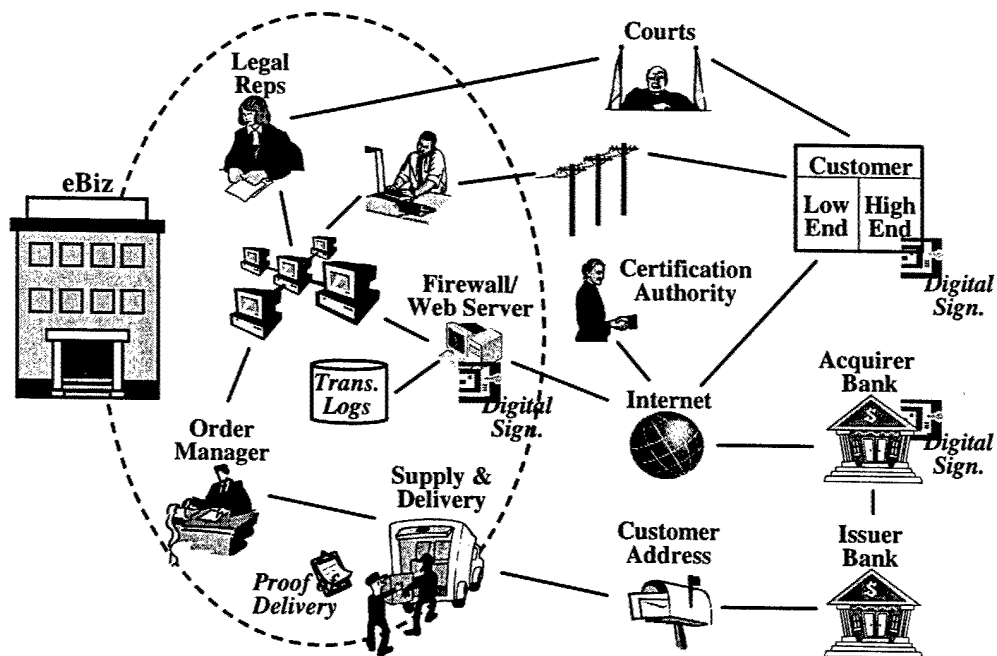 Courts
Legal
Reps
eBiz
Customer
Low
End
High
End
Digital
Sign.
Firewall/
Web Server
Certification
Authority
Trans.
Logs
Digital
Sign.
Internet
Acquirer
Bank
$
Digital
Sign.
Order
Manager
Supply &
Delivery
Proof of
Delivery
Customer
Address
Issuer
Bank
$